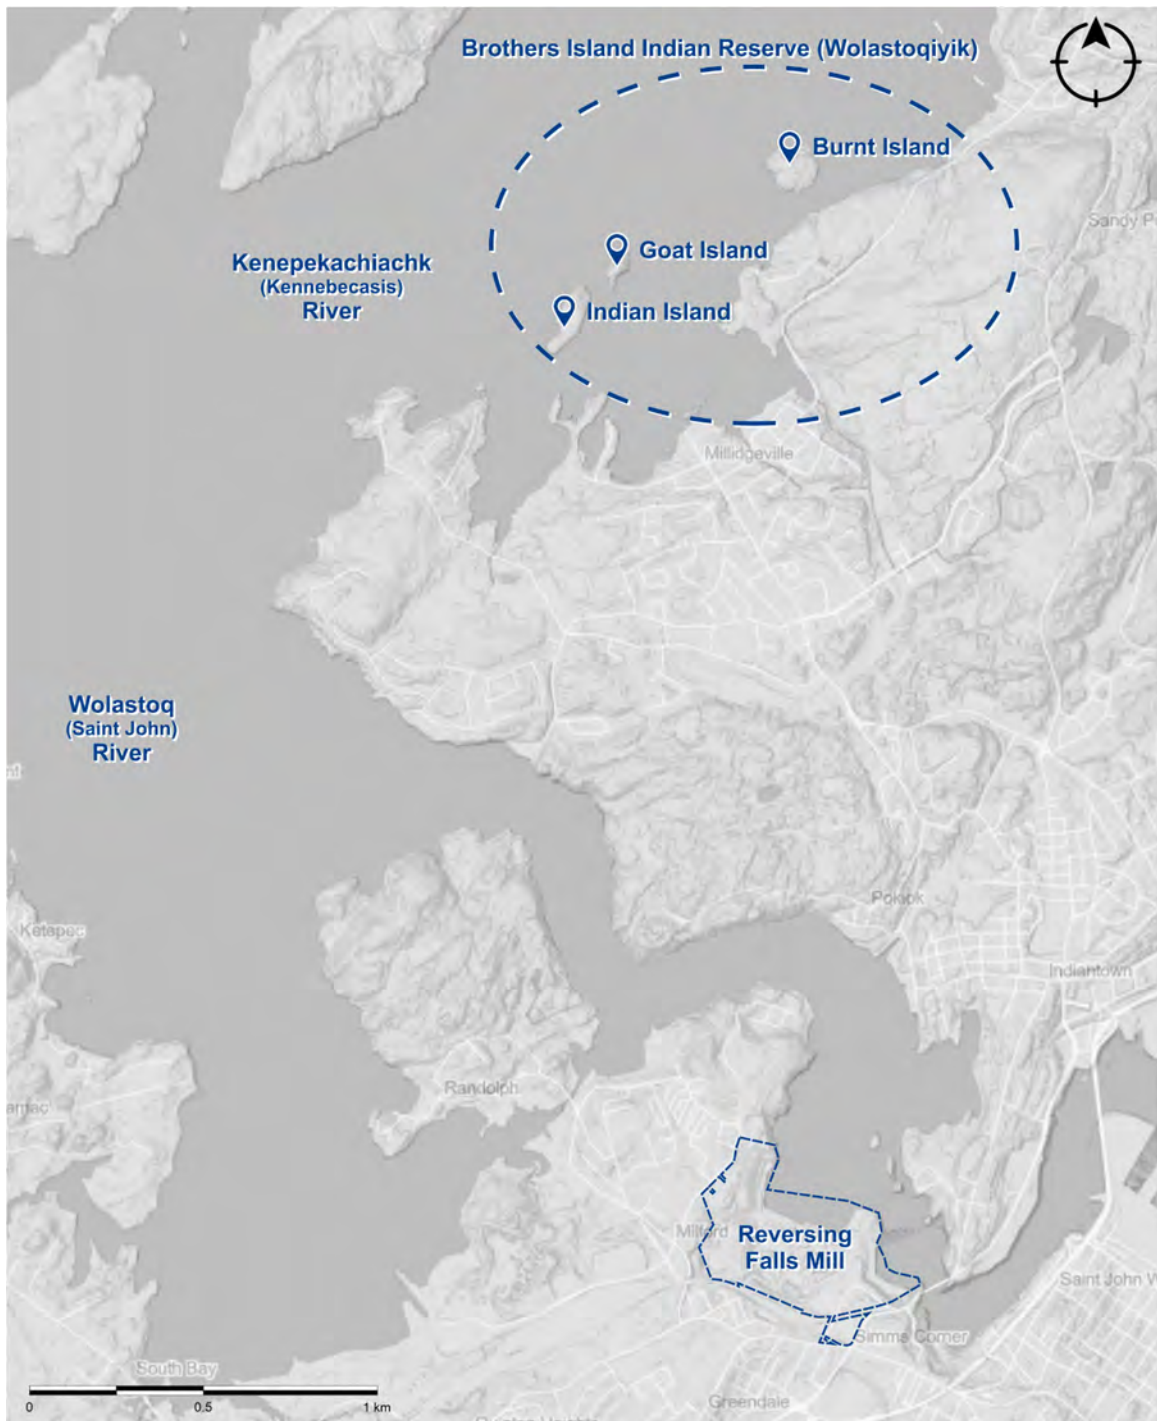 Brothers Island Indian Reserve (Wolastoqiyik)
Burnt Island
Goat Island
Kenepekachiachk
(Kennebecasis)
River
Indian Island
Millidgeville
Wolastoq
(Saint John)
River
Ketepec
Pokiok
Indiantown
Randolph
Milford
Reversing
Falls Mill
Saint John W
Simms Corner
South Bay
Greendale
0
0.5
1 km